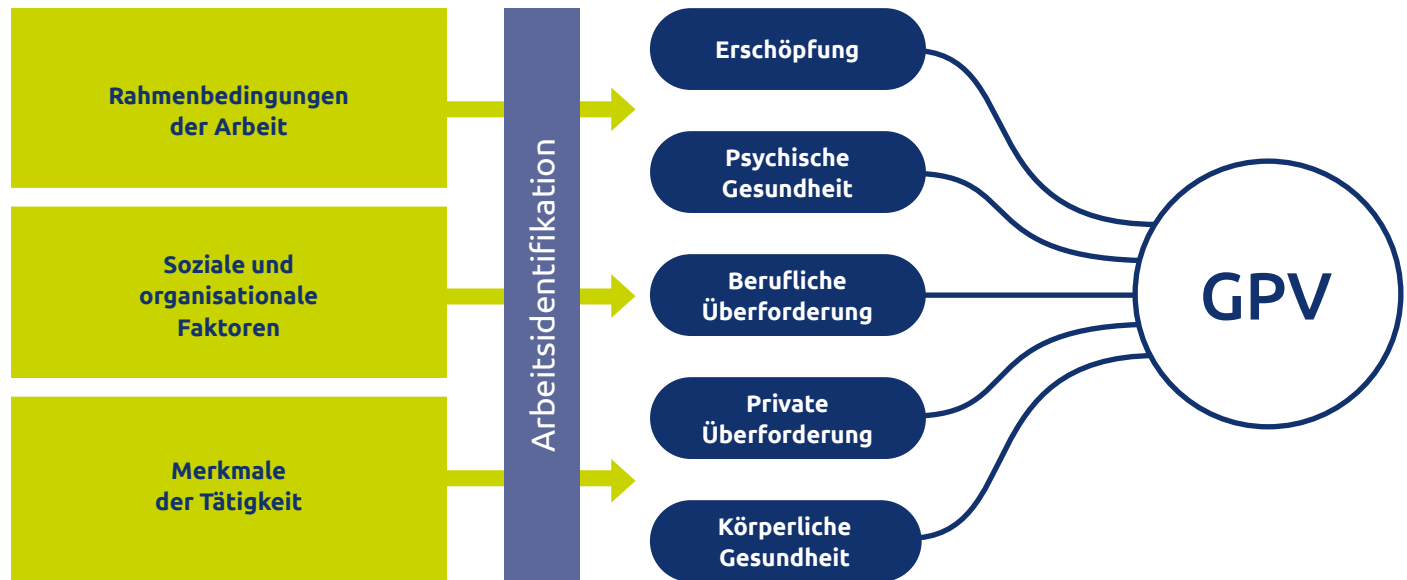 Rahmenbedingungen
der Arbeit
Soziale und
organisationale
Faktoren
Merkmale
der Tätigkeit
Arbeitsidentifikation
Erschöpfung
Psychische
Gesundheit
Berufliche
Überforderung
Private
Überforderung
Körperliche
Gesundheit
GPV